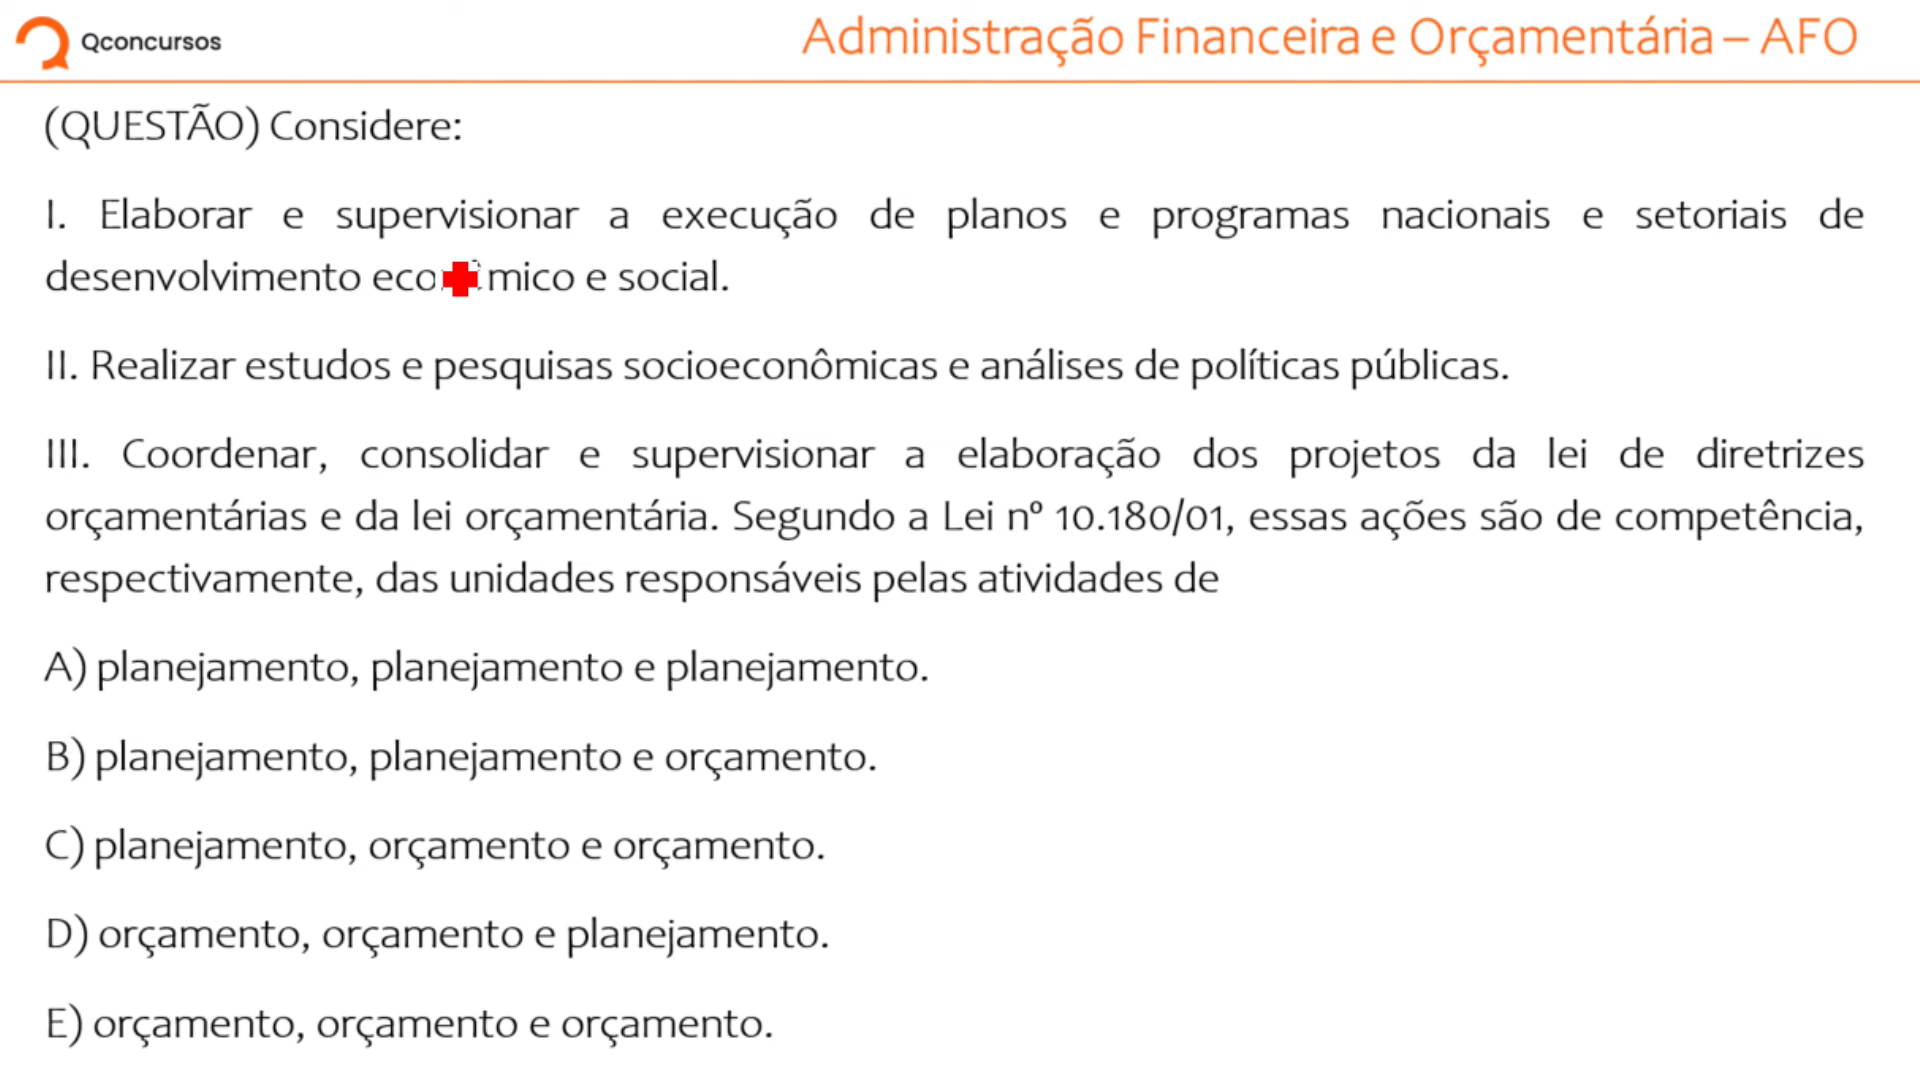 Qconcursos
Administração Financeira e Orçamentária – AFO
(QUESTÃO) Considere:
I. Elaborar e supervisionar a execução de planos e programas nacionais e setoriais de
desenvolvimento econômico e social.
II. Realizar estudos e pesquisas socioeconômicas e análises de políticas públicas.
III. Coordenar, consolidar e supervisionar a elaboração dos projetos da lei de diretrizes
orçamentárias e da lei orçamentária. Segundo a Lei nº 10.180/01, essas ações são de competência,
respectivamente, das unidades responsáveis pelas atividades de
A) planejamento, planejamento e planejamento.
B) planejamento, planejamento e orçamento.
C) planejamento, orçamento e orçamento.
D) orçamento, orçamento e planejamento.
E) orçamento, orçamento e orçamento.